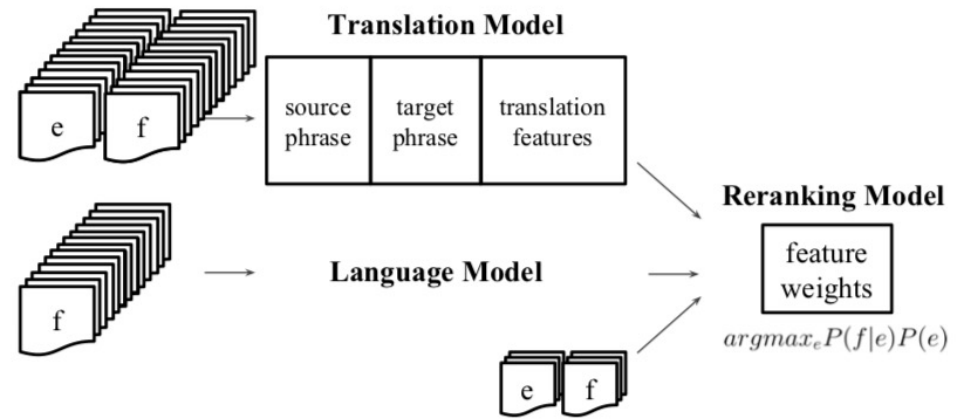 Translation Model
e f
source phrase
target phrase
translation features
Reranking Model
f
Language Model
feature weights
argmax_e P(f|e)P(e)
e f